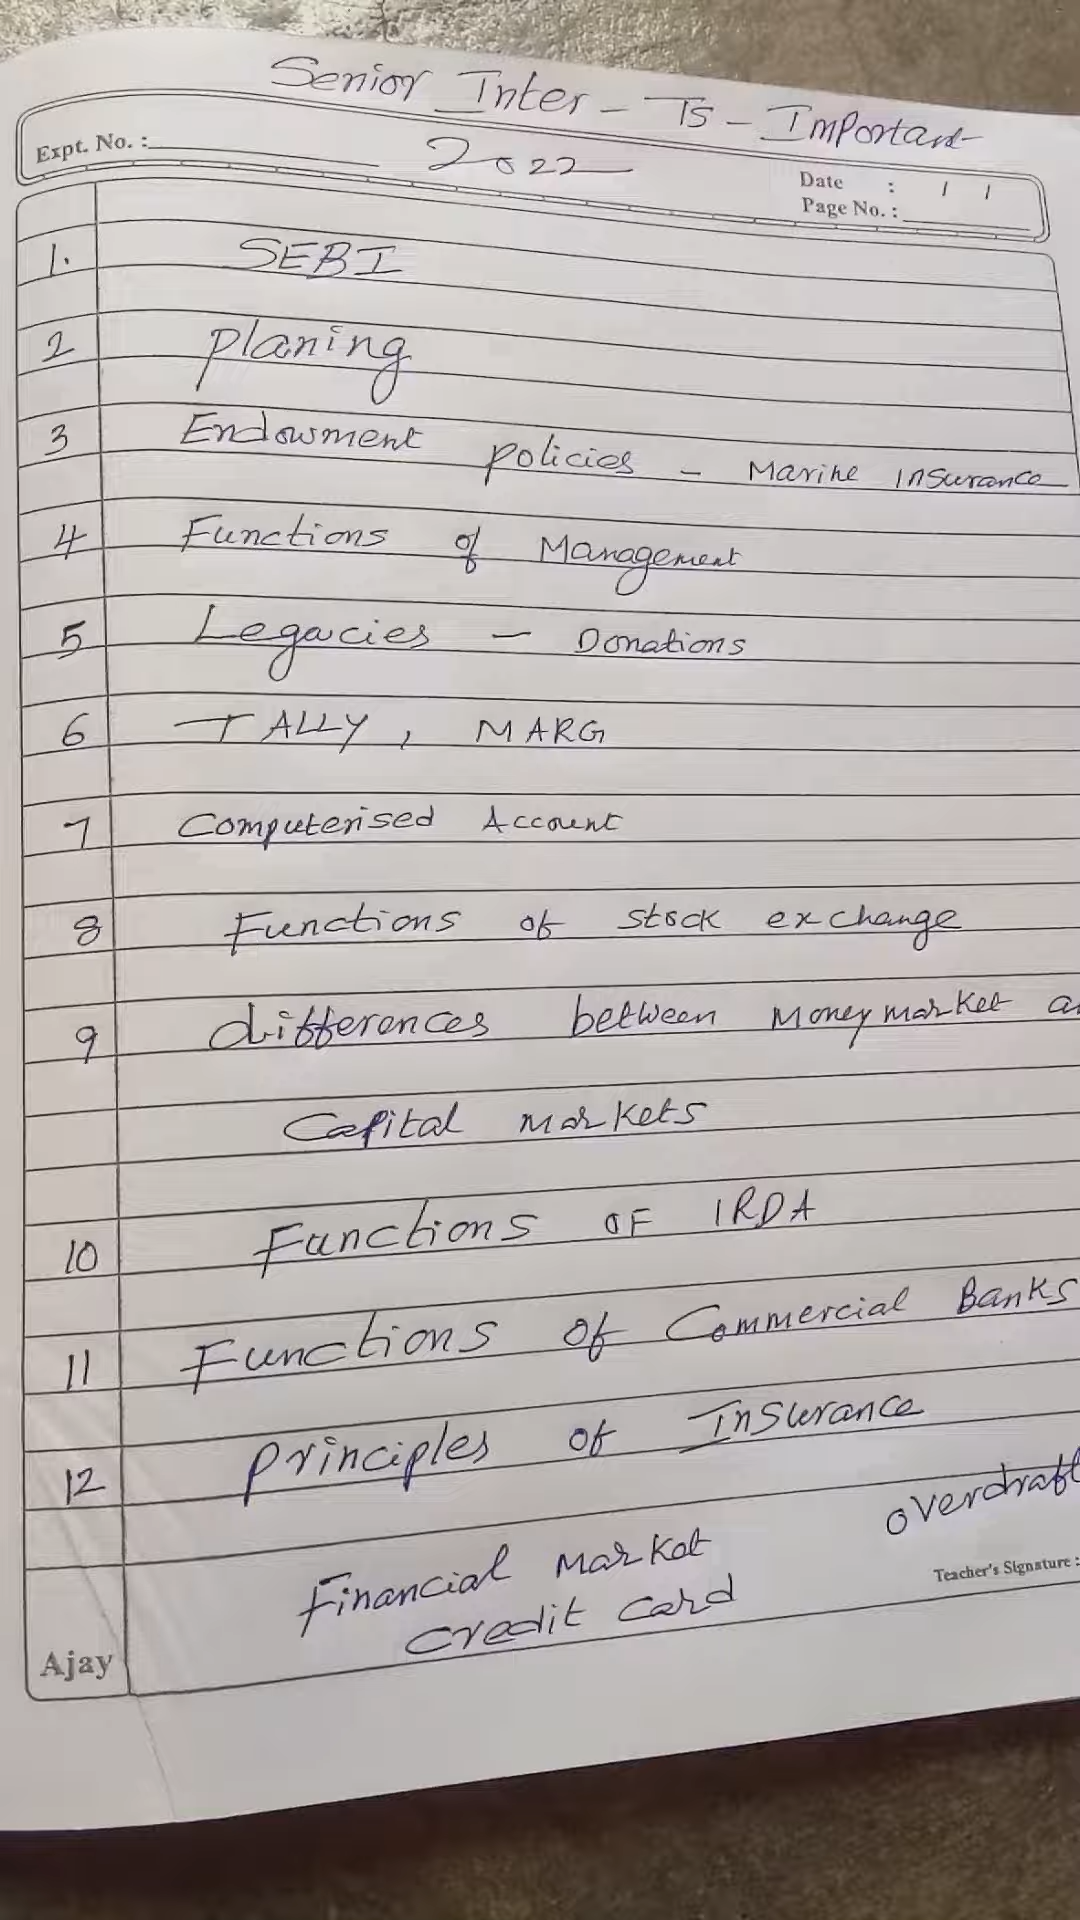 Senior Inter - TS - Important
2022
Expt. No. :
Date : / /
Page No. :
1. SEBI
2 planing
3 Endowment policies - Marine insurance
4 Functions of Management
5 Legacies - Donations
6 TALLY, MARG
7 Computerised Account
8 Functions of stock exchange
9 differences between Moneymarket
Capital markets
10 Functions OF IRDA
11 Functions of Commercial Banks
12 principles of Insurance
overdraft
Financial market
credit card
Teacher's Signature :
Ajay